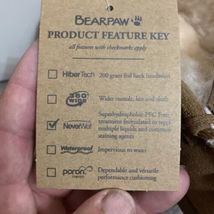 BEARPAW
PRODUCT FEATURE KEY
all features with checkmarks apply
HiberTech 200 gram foil back insulation
360° WIDE Wider outsole, last and shaft
NeverWet Superhydrophobic PFC Free
treatment formulated to repel
multiple liquids and common
staining agents
Waterproof Impervious to water
poron Dependable and versatile
performance cushioning